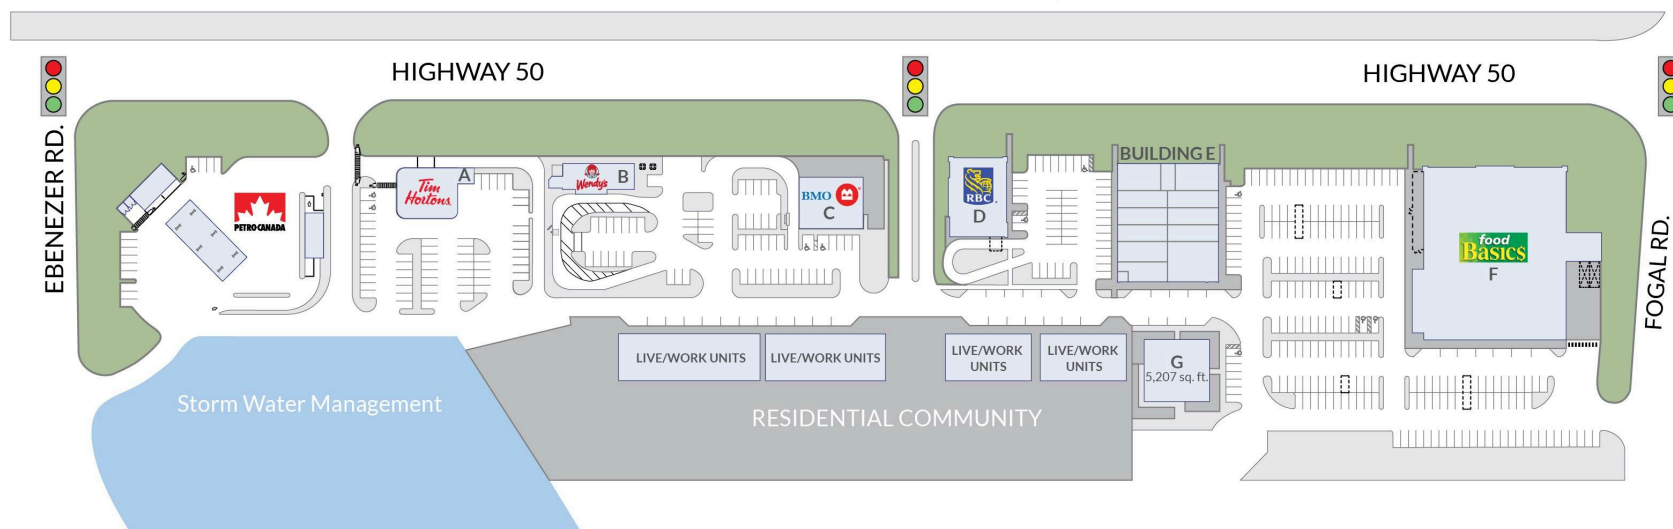 HIGHWAY 50
HIGHWAY 50
EBENEZER RD.
PETRO-CANADA
Tim
Hortons
A
Wendy's
B
BMO
C
RBC
D
BUILDING E
food
Basics
F
FOGAL RD.
LIVE/WORK UNITS
LIVE/WORK UNITS
LIVE/WORK
UNITS
LIVE/WORK
UNITS
G
5,207 sq. ft.
Storm Water Management
RESIDENTIAL COMMUNITY